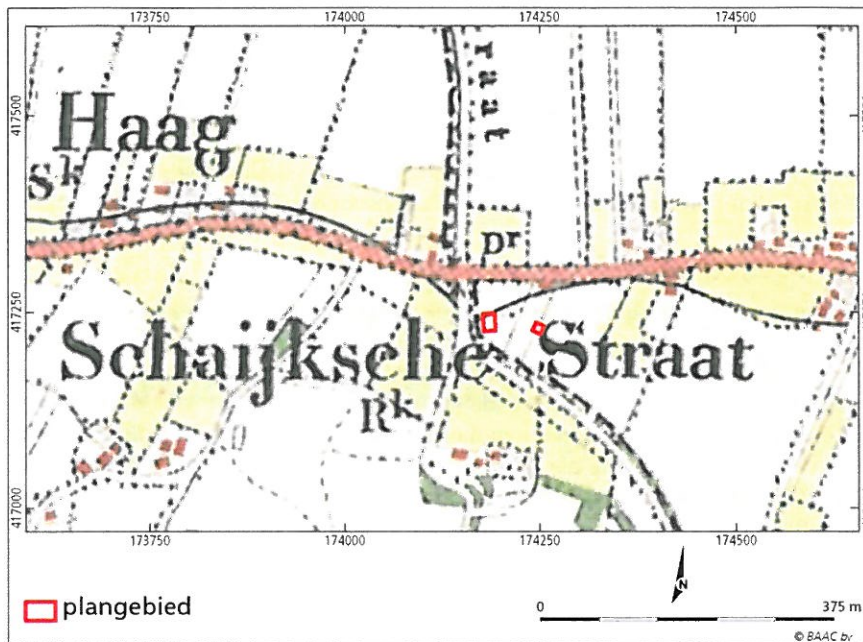 173750 174000 174250 174500
417500
raat
Haag
Sk
pr
417250
Schaijksche Straat
Rk
417000
173750 174000 174250 174500
plangebied
N
0 375 m
© BAAC bv